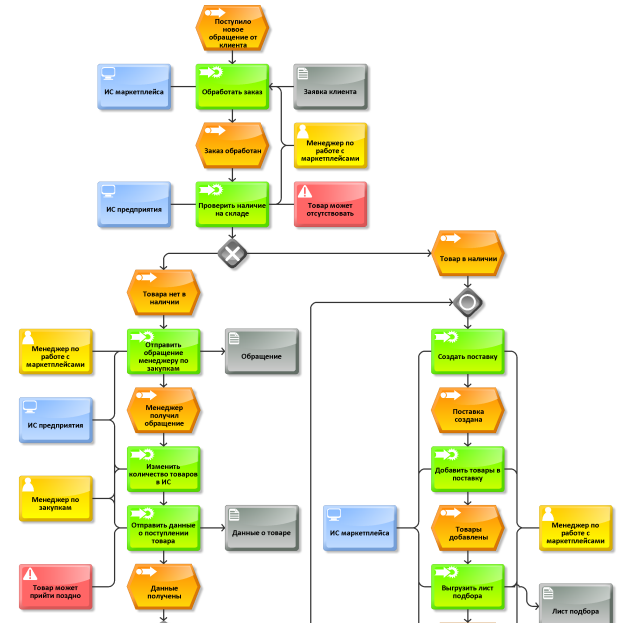 Поступило
новое
обращение от
клиента
ИС маркетплейса
Обработать заказ
Заявка клиента
Заказ обработан
Менеджер по
работе с
маркетплейсами
ИС предприятия
Проверить наличие
на складе
Товар может
отсутствовать
Товар в наличии
Товара нет в
наличии
Менеджер по
работе с
маркетплейсами
Отправить
обращение
менеджеру по
закупкам
Обращение
Создать поставку
ИС предприятия
Менеджер
получил
обращение
Поставка
создана
Изменить
количество товаров
в ИС
Добавить товары в
поставку
Менеджер по
закупкам
Отправить данные
о поступлении
товара
Данные о товаре
ИС маркетплейса
Товары
добавлены
Менеджер по
работе с
маркетплейсами
Товар может
прийти поздно
Данные
получены
Выгрузить лист
подбора
Лист подбора